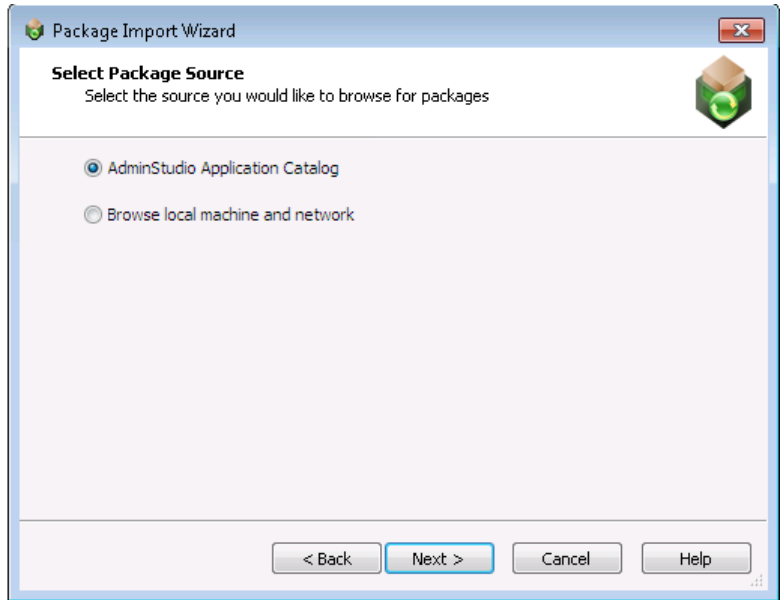 Package Import Wizard
Select Package Source
Select the source you would like to browse for packages
AdminStudio Application Catalog
Browse local machine and network
< Back
Next >
Cancel
Help